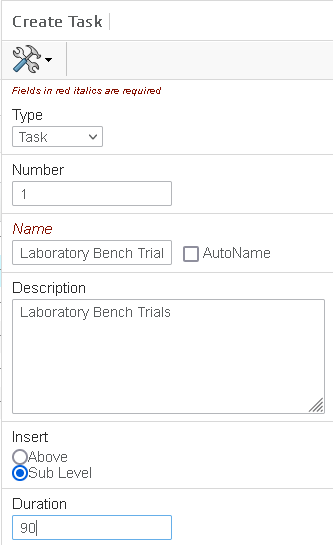 Create Task
Fields in red italics are required
Type
Task
Number
1
Name
Laboratory Bench Trial
AutoName
Description
Laboratory Bench Trials
Insert
Above
Sub Level
Duration
90